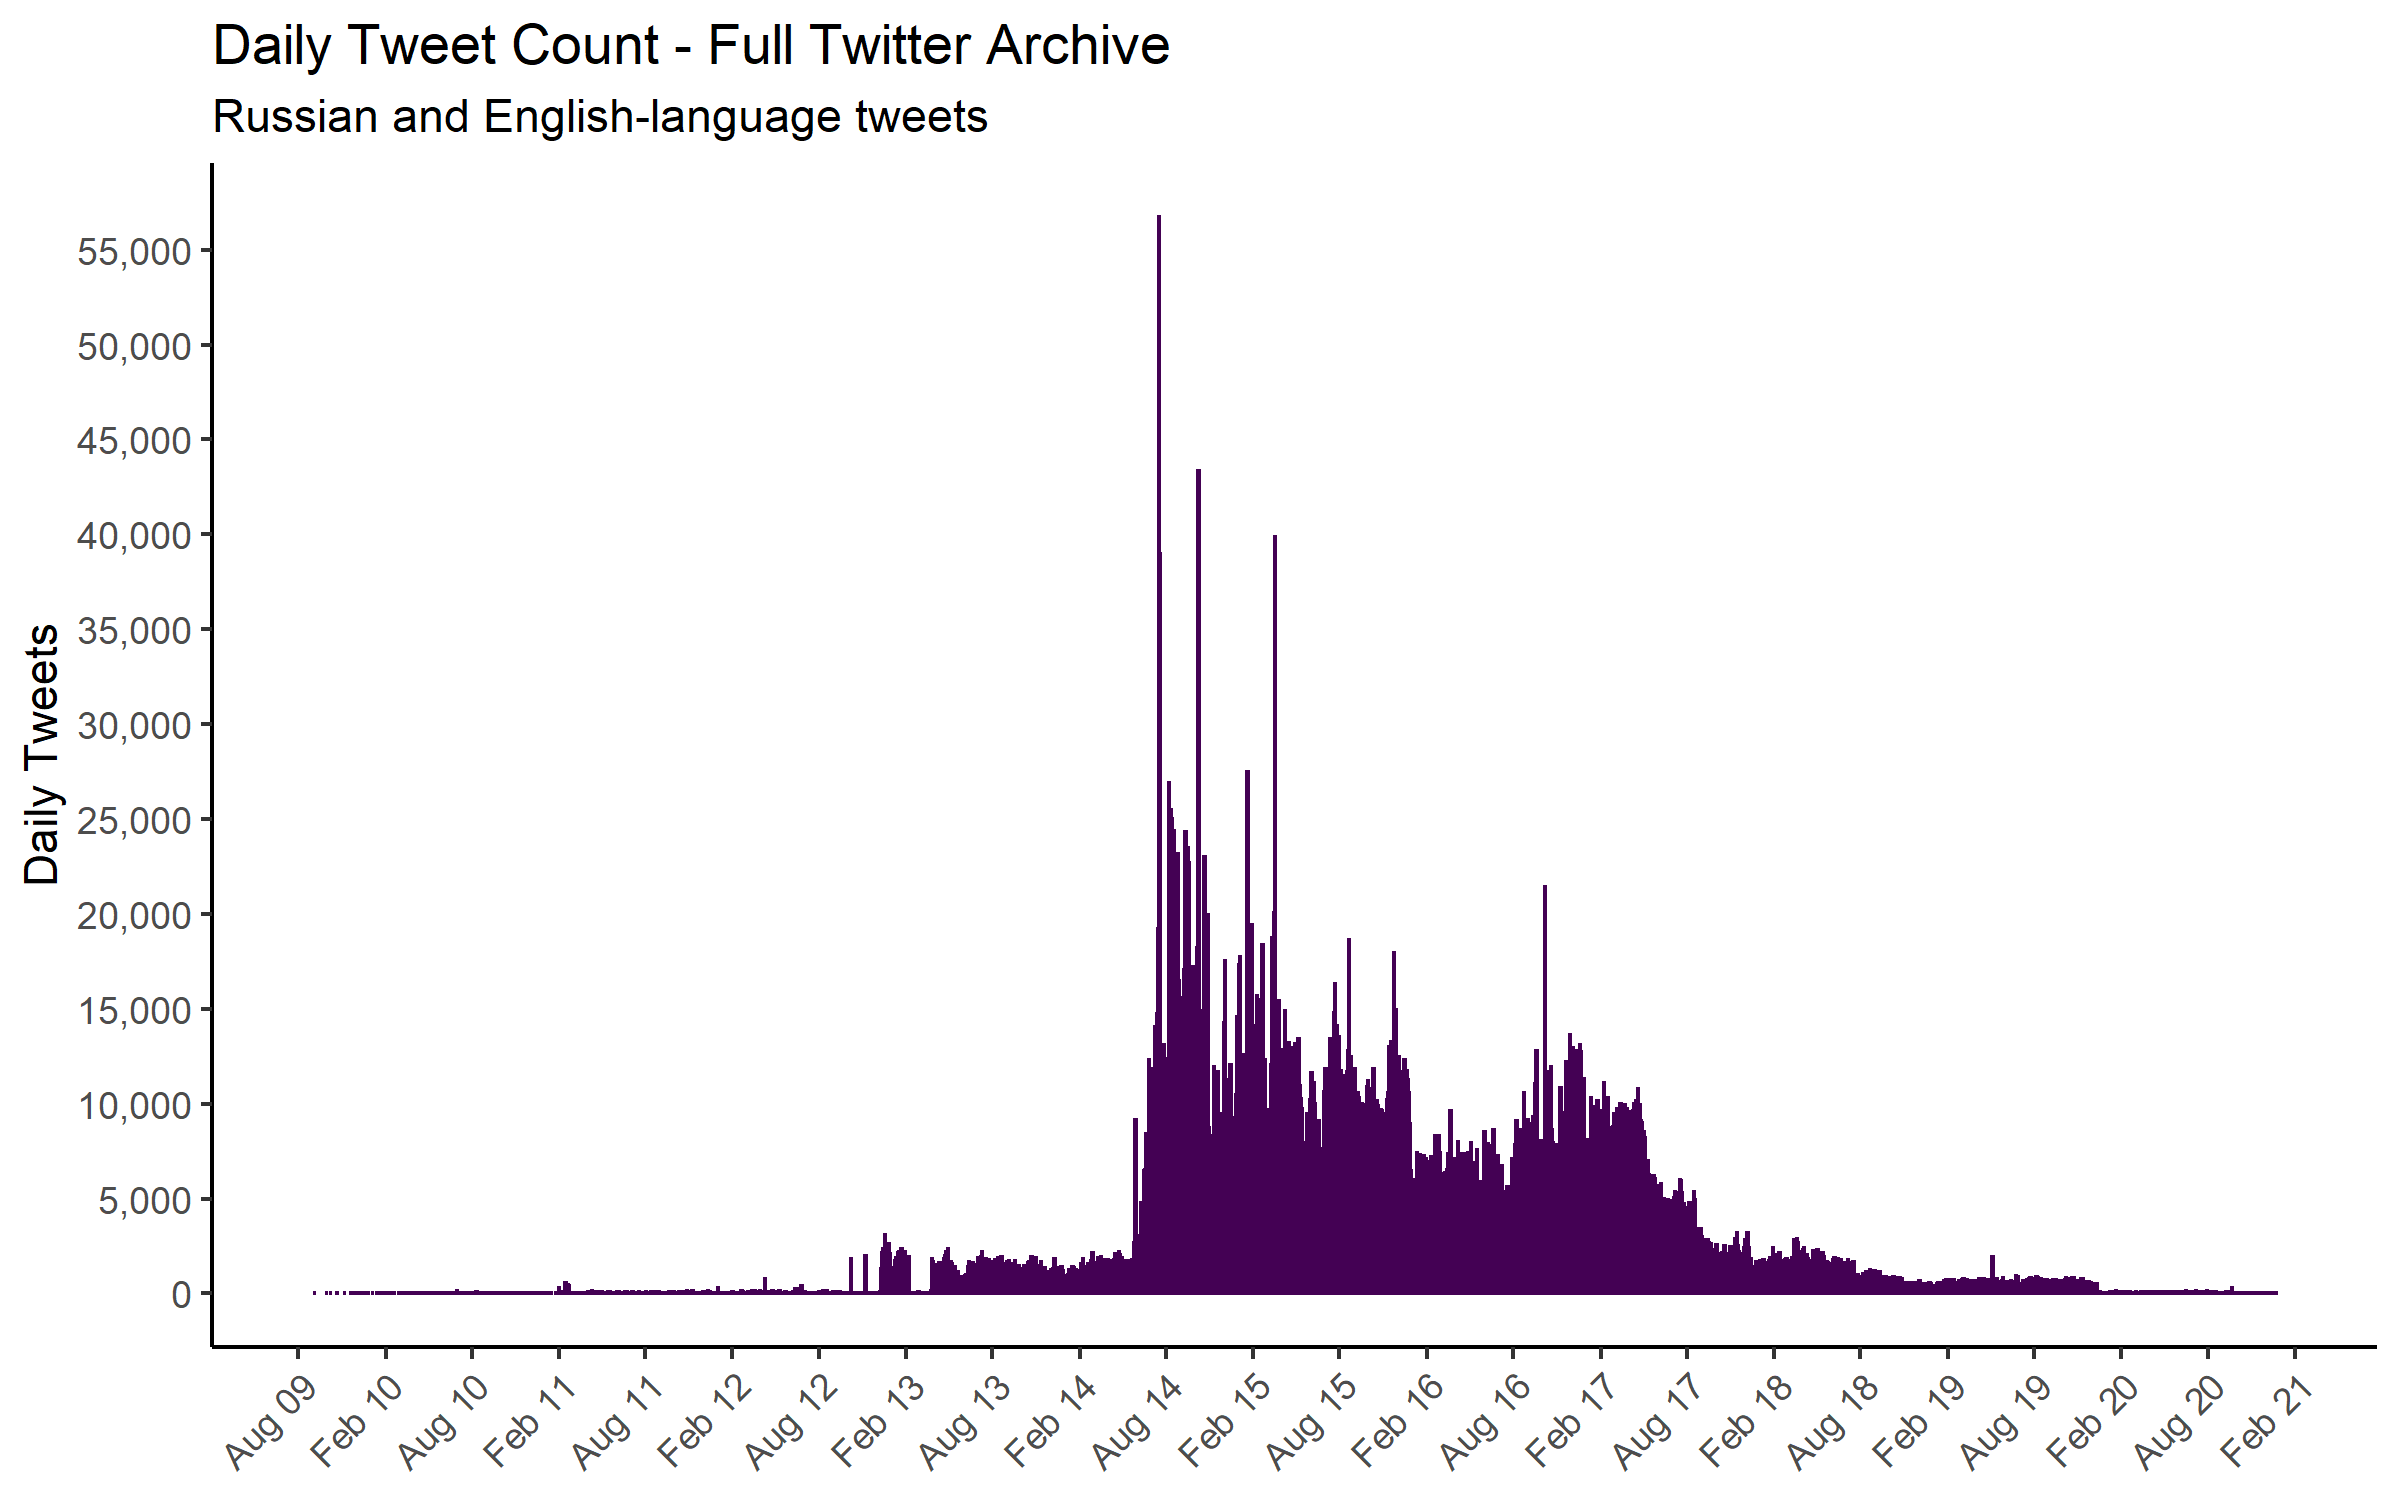 Daily Tweet Count - Full Twitter Archive
Russian and English-language tweets
Daily Tweets
55,000
50,000
45,000
40,000
35,000
30,000
25,000
20,000
15,000
10,000
5,000
0
Aug 09
Feb 10
Aug 10
Feb 11
Aug 11
Feb 12
Aug 12
Feb 13
Aug 13
Feb 14
Aug 14
Feb 15
Aug 15
Feb 16
Aug 16
Feb 17
Aug 17
Feb 18
Aug 18
Feb 19
Aug 19
Feb 20
Aug 20
Feb 21